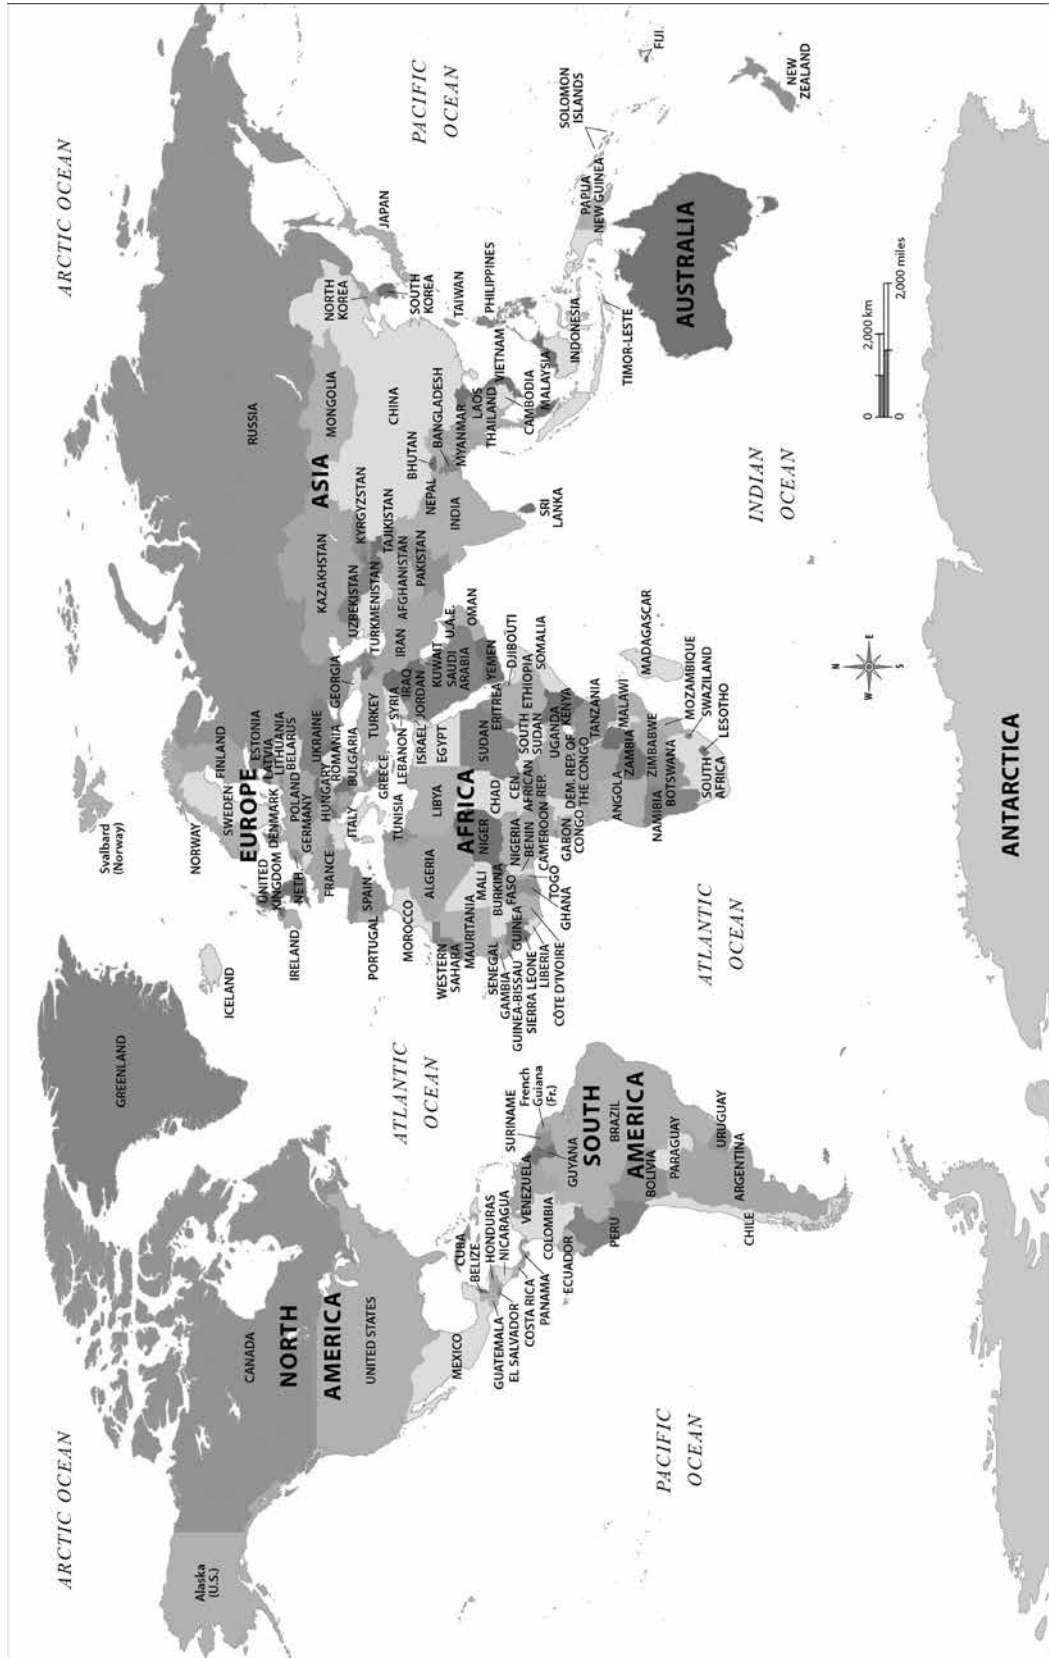 ARCTIC OCEAN
ARCTIC OCEAN
Alaska
(U.S.)
CANADA
GREENLAND
ICELAND
NORTH
AMERICA
UNITED STATES
MEXICO
CUBA
BELIZE
HONDURAS
NICARAGUA
GUATEMALA
EL SALVADOR
COSTA RICA
PANAMA
ATLANTIC
OCEAN
PACIFIC
OCEAN
VENEZUELA
SURINAME
French
Guiana
(Fr.)
GUYANA
COLOMBIA
ECUADOR
SOUTH
AMERICA
BRAZIL
PERU
BOLIVIA
PARAGUAY
URUGUAY
ARGENTINA
CHILE
Svalbard
(Norway)
NORWAY
SWEDEN
FINLAND
EUROPE
ESTONIA
LATVIA
LITHUANIA
BELARUS
UNITED
KINGDOM
DENMARK
IRELAND
NETH.
POLAND
GERMANY
UKRAINE
FRANCE
HUNGARY
ROMANIA
BULGARIA
ITALY
PORTUGAL
SPAIN
GREECE
GEORGIA
TURKEY
LEBANON
SYRIA
IRAQ
ISRAEL
JORDAN
KUWAIT
SAUDI
ARABIA
U.A.E.
OMAN
YEMEN
IRAN
MOROCCO
TUNISIA
ALGERIA
LIBYA
EGYPT
WESTERN
SAHARA
MAURITANIA
AFRICA
MALI
NIGER
CHAD
SUDAN
ERITREA
DJIBOUTI
SENEGAL
GAMBIA
GUINEA-BISSAU
GUINEA
SIERRA LEONE
LIBERIA
CÔTE D'IVOIRE
BURKINA
FASO
GHANA
TOGO
BENIN
NIGERIA
CAMEROON
CEN.
AFRICAN
REP.
SOUTH
SUDAN
ETHIOPIA
SOMALIA
UGANDA
KENYA
GABON
CONGO
DEM. REP. OF
THE CONGO
TANZANIA
ANGOLA
ZAMBIA
MALAWI
NAMIBIA
BOTSWANA
ZIMBABWE
MOZAMBIQUE
SWAZILAND
LESOTHO
SOUTH
AFRICA
MADAGASCAR
ATLANTIC
OCEAN
RUSSIA
ASIA
KAZAKHSTAN
MONGOLIA
UZBEKISTAN
TURKMENISTAN
KYRGYZSTAN
TAJIKISTAN
AFGHANISTAN
PAKISTAN
CHINA
NORTH
KOREA
SOUTH
KOREA
JAPAN
TAIWAN
NEPAL
BHUTAN
BANGLADESH
INDIA
MYANMAR
LAOS
THAILAND
VIETNAM
CAMBODIA
PHILIPPINES
MALAYSIA
SRI
LANKA
INDONESIA
TIMOR-LESTE
PAPUA
NEW GUINEA
SOLOMON
ISLANDS
FIJI
PACIFIC
OCEAN
INDIAN
OCEAN
AUSTRALIA
NEW
ZEALAND
N
W
E
S
0
2,000 km
0
2,000 miles
ANTARCTICA